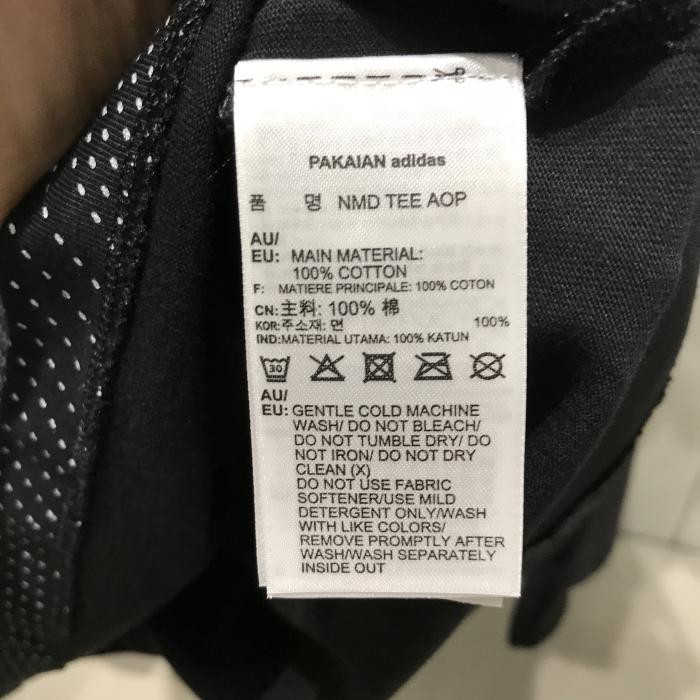 PAKAIAN adidas
품 명 NMD TEE AOP
AU/
EU: MAIN MATERIAL:
100% COTTON
F: MATIERE PRINCIPALE: 100% COTON
CN:主料: 100% 棉
KOR:주소재: 면 100%
IND:MATERIAL UTAMA: 100% KATUN
30
AU/
EU: GENTLE COLD MACHINE
WASH/ DO NOT BLEACH/
DO NOT TUMBLE DRY/ DO
NOT IRON/ DO NOT DRY
CLEAN (X)
DO NOT USE FABRIC
SOFTENER/USE MILD
DETERGENT ONLY/WASH
WITH LIKE COLORS/
REMOVE PROMPTLY AFTER
WASH/WASH SEPARATELY
INSIDE OUT